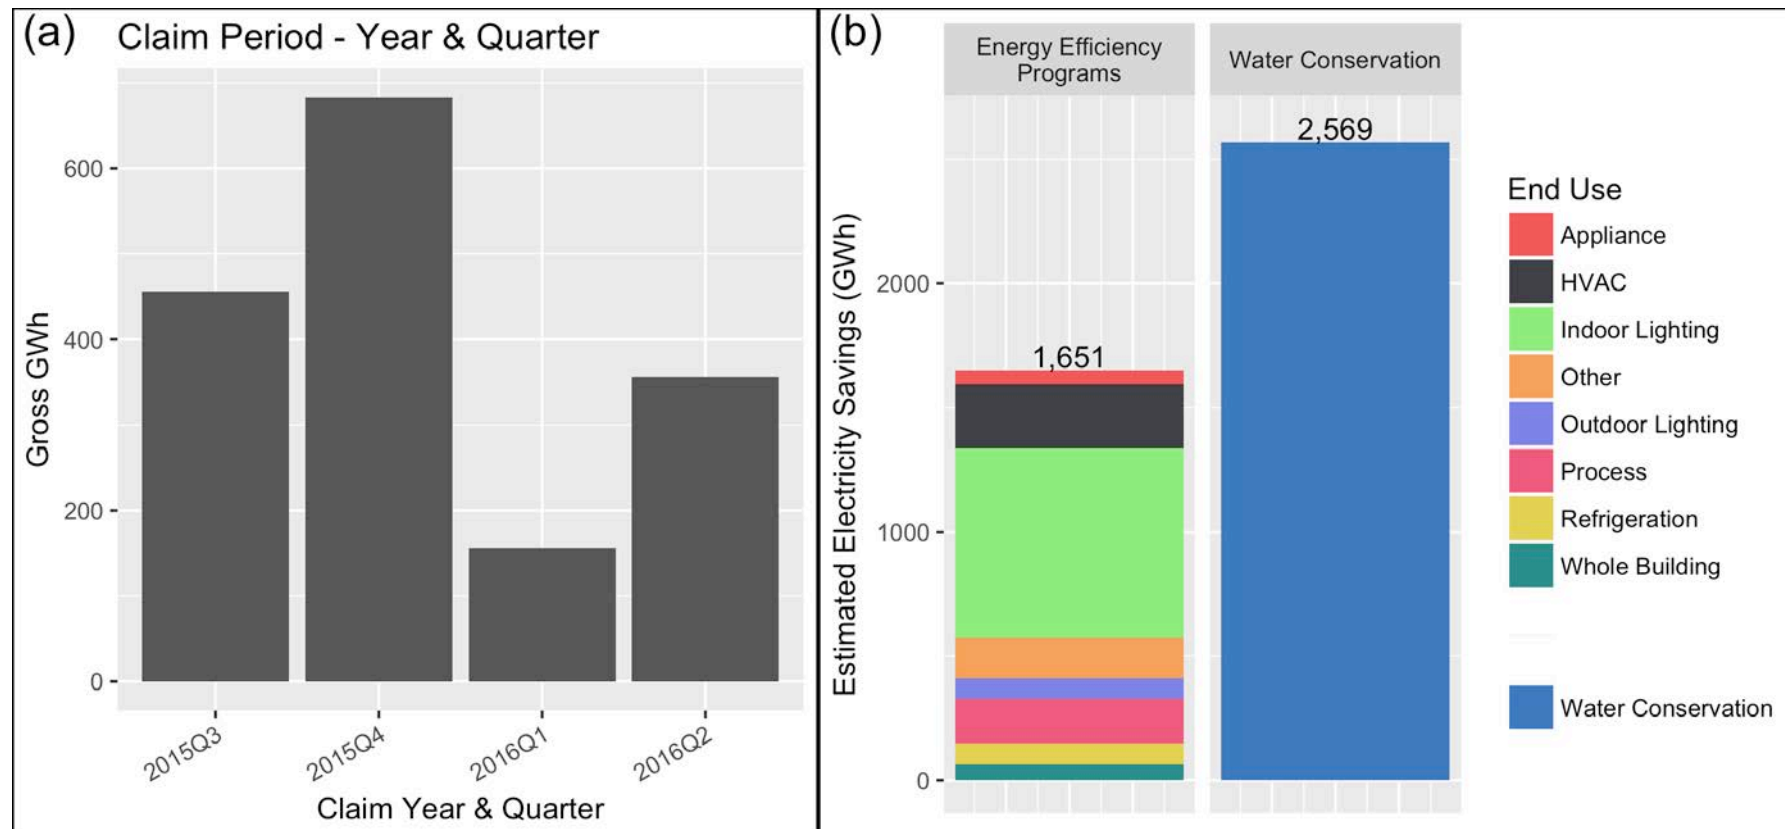 (a) Claim Period - Year & Quarter
Gross GWh
600
400
200
0
2015Q3
2015Q4
2016Q1
2016Q2
Claim Year & Quarter
(b)
Energy Efficiency
Programs
Water Conservation
Estimated Electricity Savings (GWh)
2000
1000
0
1,651
2,569
End Use
Appliance
HVAC
Indoor Lighting
Other
Outdoor Lighting
Process
Refrigeration
Whole Building
Water Conservation